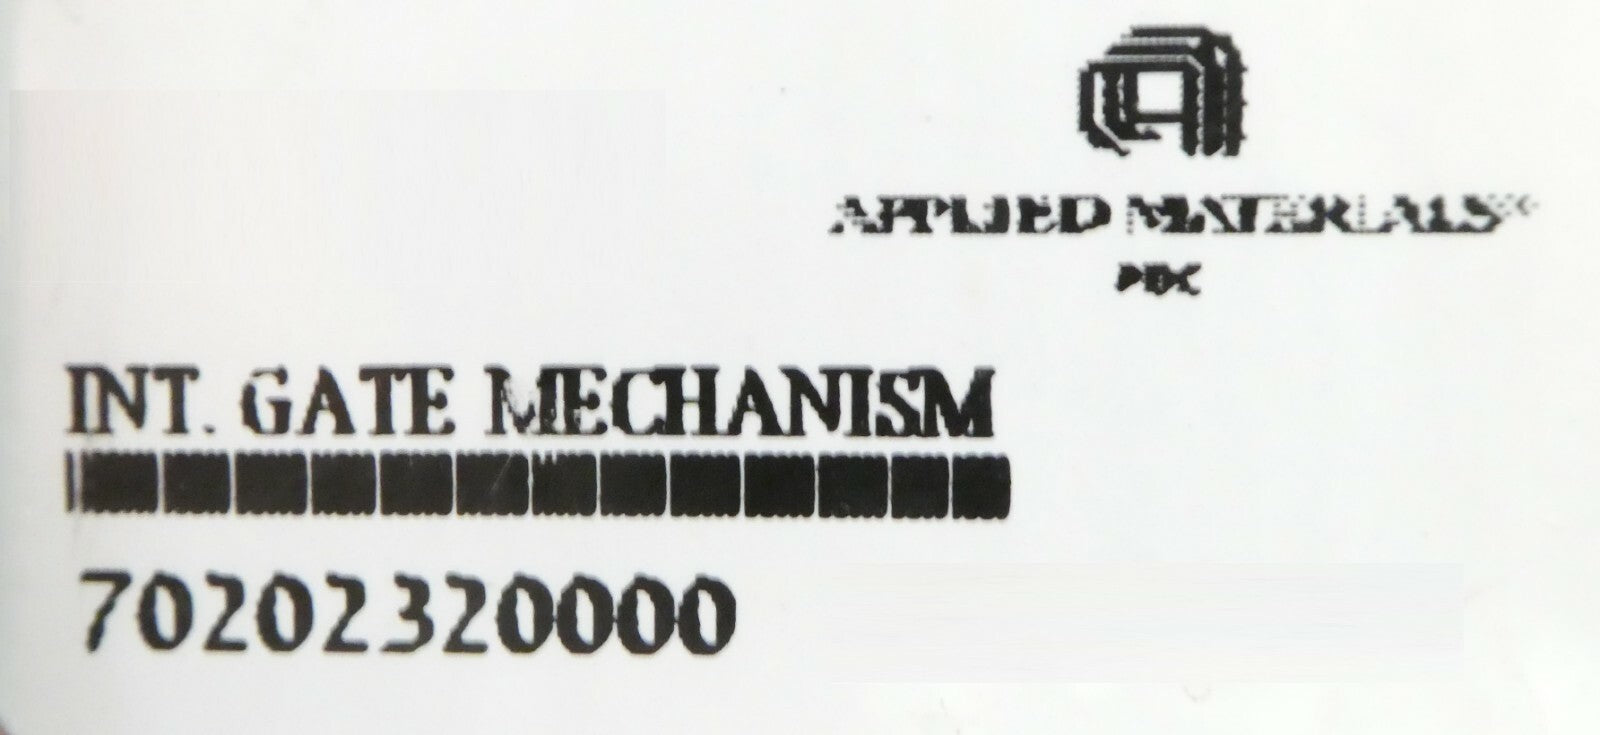 APPLIED MATERIALS
PDC
INT. GATE MECHANISM
70202320000